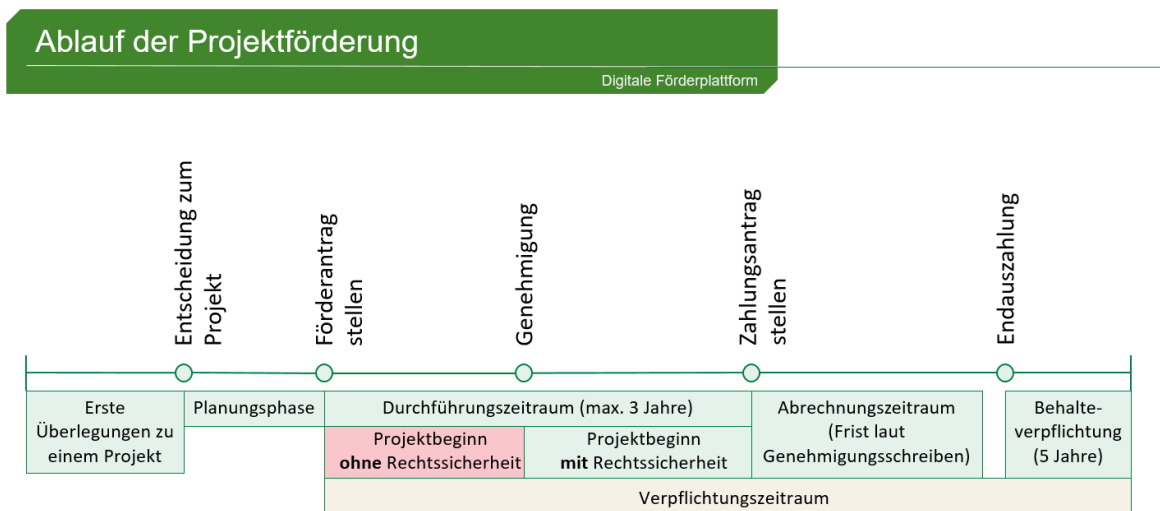 Ablauf der Projektförderung
Digitale Förderplattform
Entscheidung zum
Projekt
Förderantrag
stellen
Genehmigung
Zahlungsantrag
stellen
Endauszahlung
Erste
Überlegungen zu
einem Projekt
Planungsphase
Durchführungszeitraum (max. 3 Jahre)
Projektbeginn
ohne Rechtssicherheit
Projektbeginn
mit Rechtssicherheit
Abrechnungszeitraum
(Frist laut
Genehmigungsschreiben)
Behalte-
verpflichtung
(5 Jahre)
Verpflichtungszeitraum